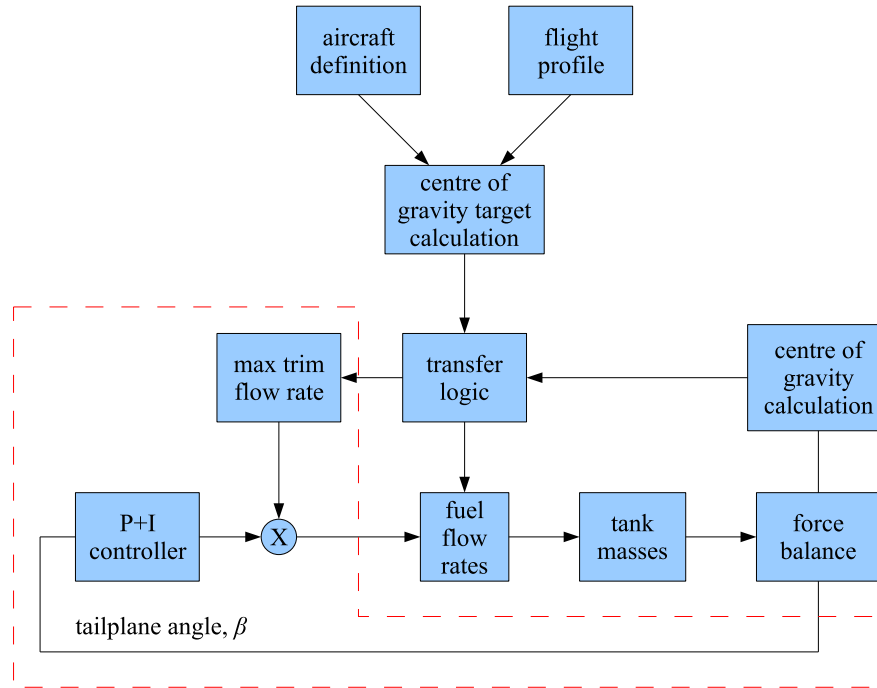 aircraft
definition
flight
profile
centre of
gravity target
calculation
max trim
flow rate
transfer
logic
centre of
gravity
calculation
P+I
controller
X
fuel
flow
rates
tank
masses
force
balance
tailplane angle, β